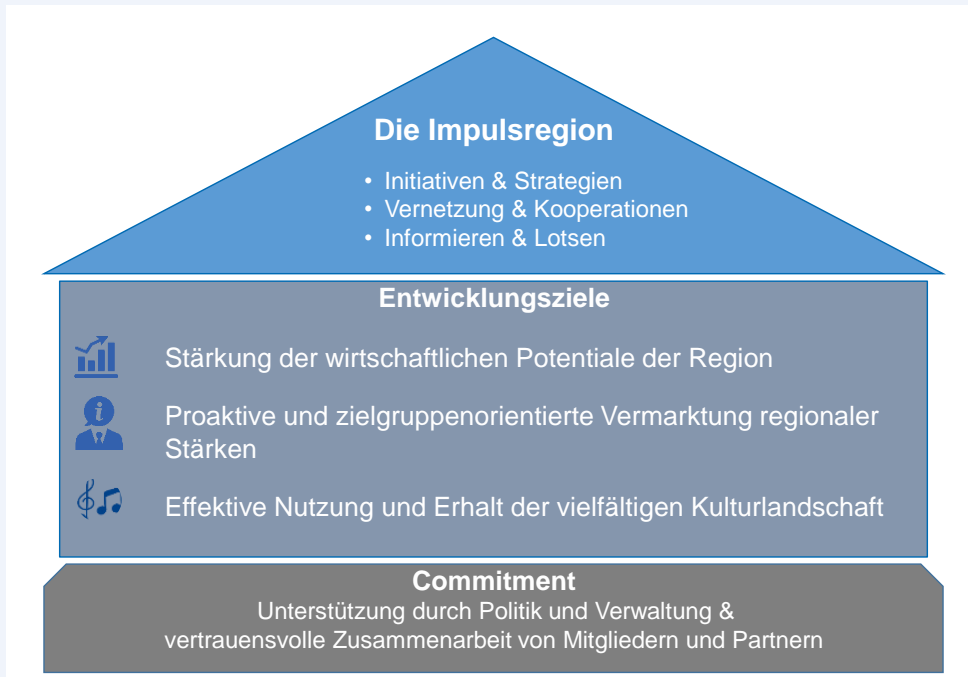 Die Impulsregion
• Initiativen & Strategien
• Vernetzung & Kooperationen
• Informieren & Lotsen
Entwicklungsziele
Stärkung der wirtschaftlichen Potentiale der Region
i
Proaktive und zielgruppenorientierte Vermarktung regionaler
Stärken
Effektive Nutzung und Erhalt der vielfältigen Kulturlandschaft
Commitment
Unterstützung durch Politik und Verwaltung &
vertrauensvolle Zusammenarbeit von Mitgliedern und Partnern